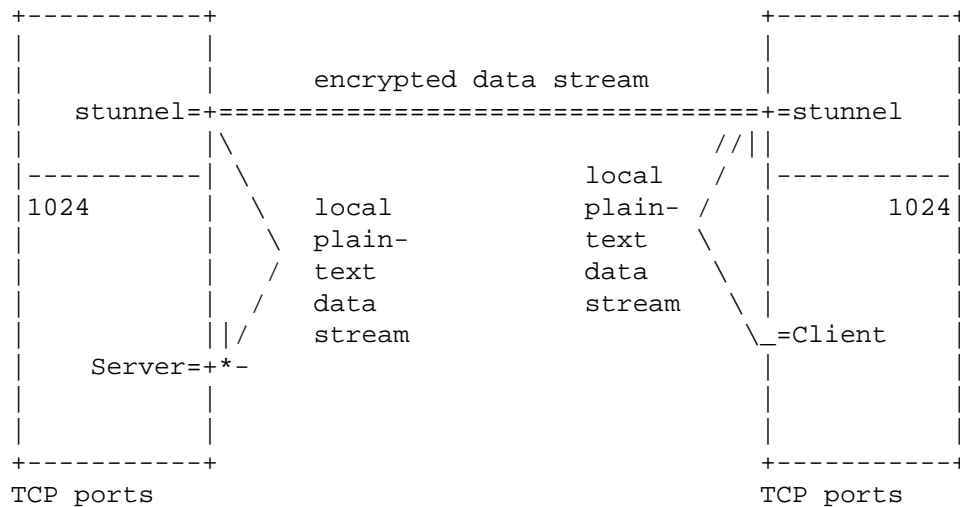 +-----------+                                  +-----------+
|           |                                  |           |
|           |      encrypted data stream       |           |
|   stunnel=+==================================+=stunnel   |
|           |\                              //||           |
|-----------| \                     local  /   |-----------|
|1024       |  \   local            plain- /   |       1024|
|           |   \  plain-           text  \    |           |
|           |   /  text             data   \   |           |
|           |  /   data             stream  \  |           |
|           ||/    stream                    \_=Client     |
|    Server=+*-                                |           |
|           |                                  |           |
|           |                                  |           |
+-----------+                                  +-----------+
TCP ports                                      TCP ports